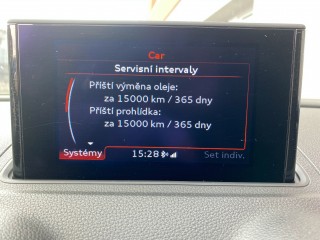 Car
Servisní intervaly
Příští výměna oleje:
za 15000 km / 365 dny
Příští prohlídka:
za 15000 km / 365 dny
Systémy 15:28 Set indiv.